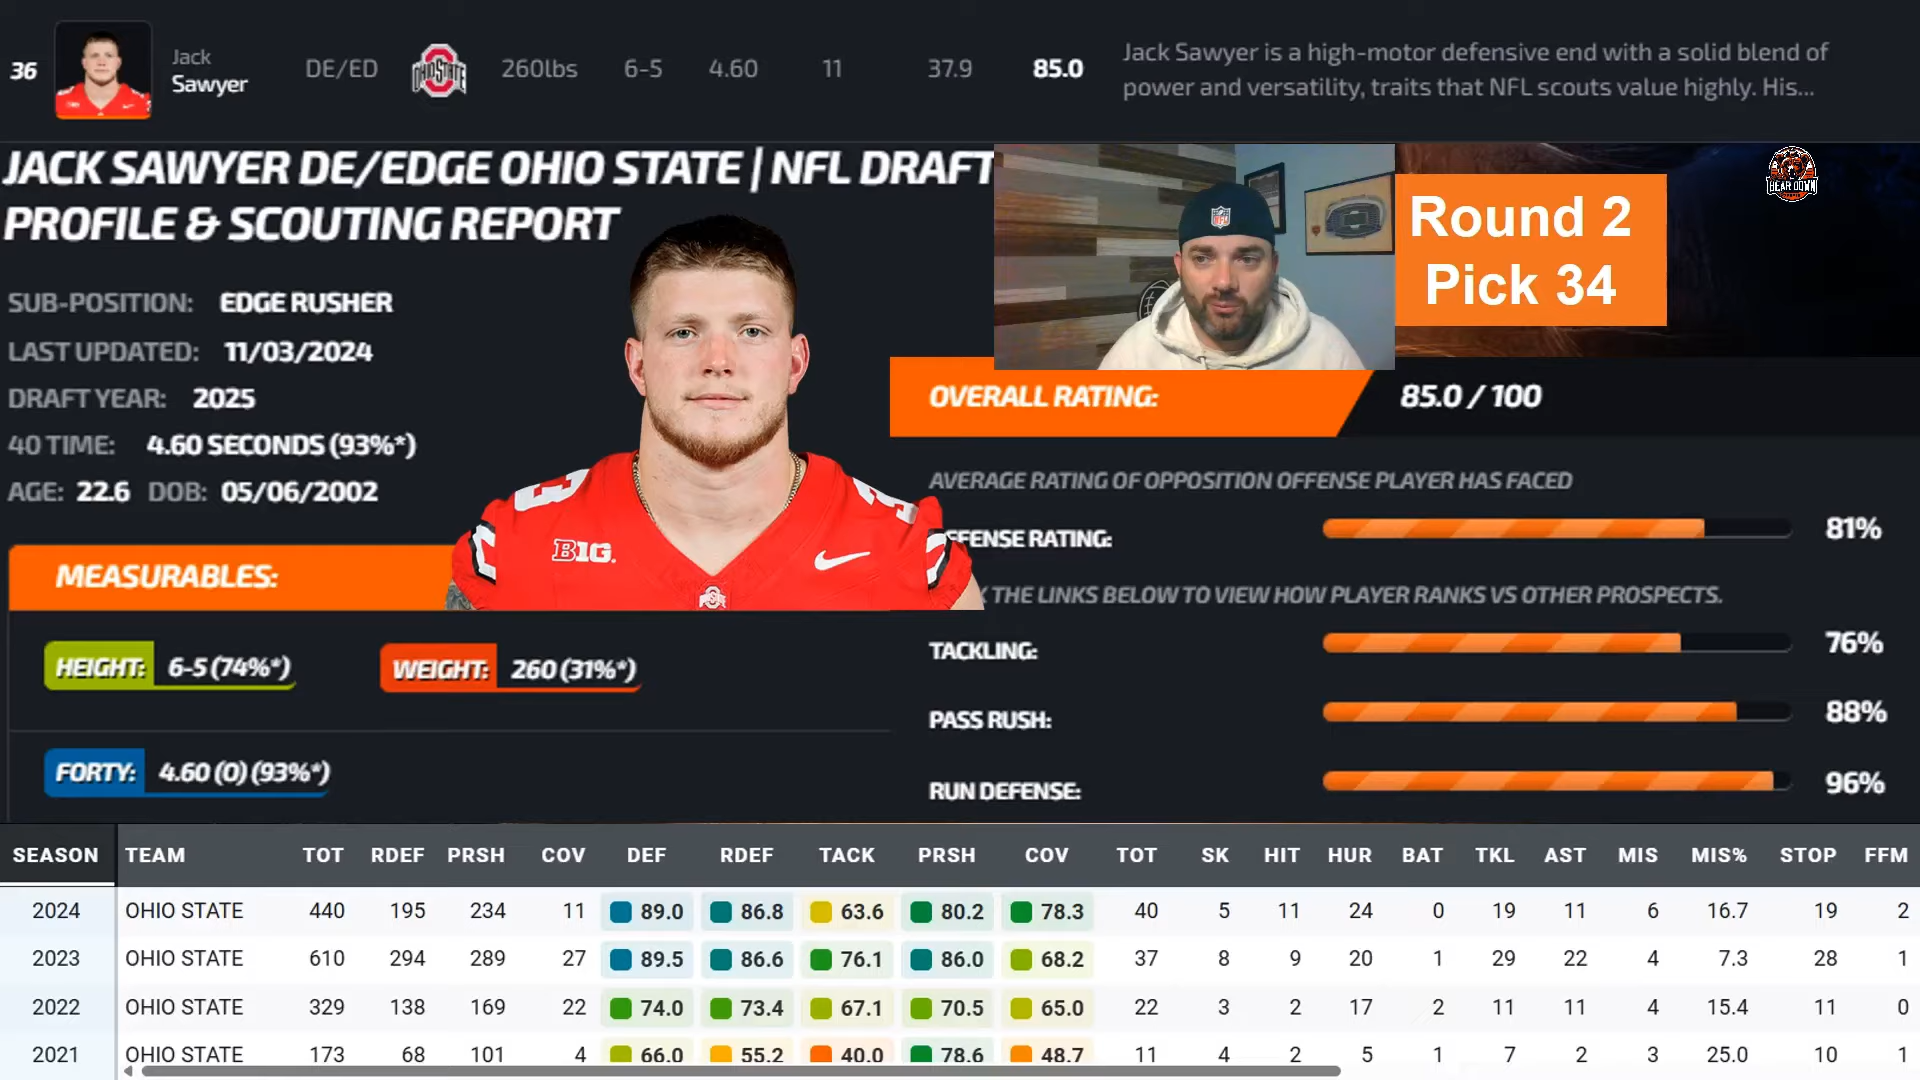 36
Jack
Sawyer
DE/ED
OHIO STATE
260lbs
6-5
4.60
11
37.9
85.0
Jack Sawyer is a high-motor defensive end with a solid blend of
power and versatility, traits that NFL scouts value highly. His...
JACK SAWYER DE/EDGE OHIO STATE | NFL DRAFT
PROFILE & SCOUTING REPORT
SUB-POSITION: EDGE RUSHER
LAST UPDATED: 11/03/2024
DRAFT YEAR: 2025
40 TIME: 4.60 SECONDS (93%*)
AGE: 22.6 DOB: 05/06/2002
MEASURABLES:
HEIGHT: 6-5 (74%*)
WEIGHT: 260 (31%*)
FORTY: 4.60 (O) (93%*)
B1G.
NFL
Round 2
Pick 34
BEAR DOWN
OVERALL RATING: 85.0 / 100
AVERAGE RATING OF OPPOSITION OFFENSE PLAYER HAS FACED
FENSE RATING: 81%
K THE LINKS BELOW TO VIEW HOW PLAYER RANKS VS OTHER PROSPECTS.
TACKLING: 76%
PASS RUSH: 88%
RUN DEFENSE: 96%
SEASON TEAM TOT RDEF PRSH COV DEF RDEF TACK PRSH COV TOT SK HIT HUR BAT TKL AST MIS MIS% STOP FFM
2024 OHIO STATE 440 195 234 11 89.0 86.8 63.6 80.2 78.3 40 5 11 24 0 19 11 6 16.7 19 2
2023 OHIO STATE 610 294 289 27 89.5 86.6 76.1 86.0 68.2 37 8 9 20 1 29 22 4 7.3 28 1
2022 OHIO STATE 329 138 169 22 74.0 73.4 67.1 70.5 65.0 22 3 2 17 2 11 11 4 15.4 11 0
2021 OHIO STATE 173 68 101 4 66.0 55.2 40.0 78.6 48.7 11 4 2 5 1 7 2 3 25.0 10 1